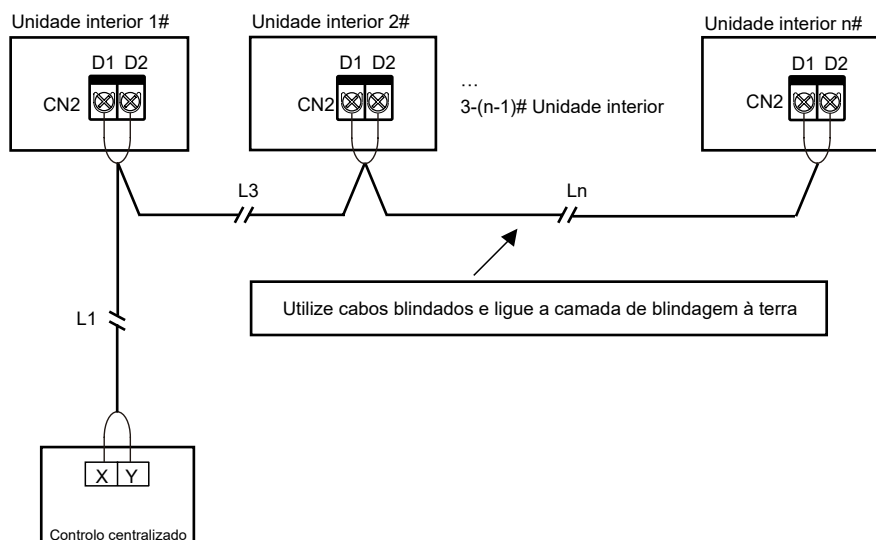 Unidade interior 1#
Unidade interior 2#
Unidade interior n#
D1 D2
D1 D2
D1 D2
CN2
CN2
CN2
…
3-(n-1)# Unidade interior
L3
Ln
Utilize cabos blindados e ligue a camada de blindagem à terra
L1
X Y
Controlo centralizado